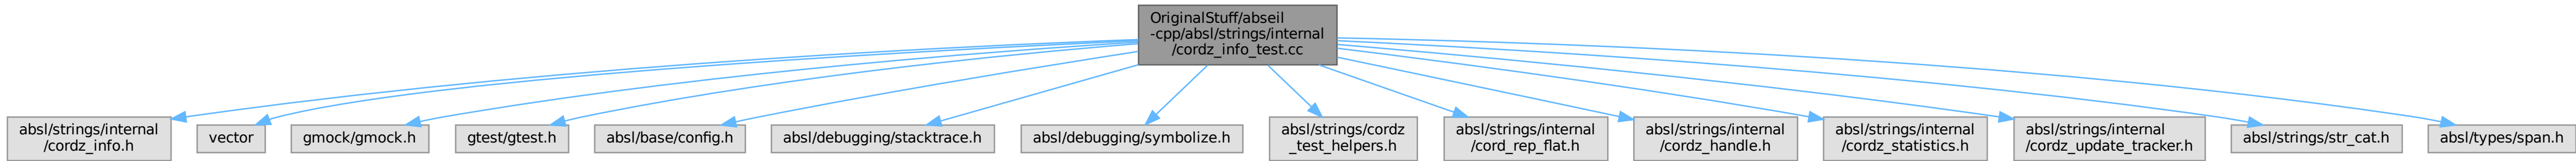 OriginalStuff/abseil
-cpp/absl/strings/internal
/cordz_info_test.cc
absl/strings/internal
/cordz_info.h
vector
gmock/gmock.h
gtest/gtest.h
absl/base/config.h
absl/debugging/stacktrace.h
absl/debugging/symbolize.h
absl/strings/cordz
_test_helpers.h
absl/strings/internal
/cord_rep_flat.h
absl/strings/internal
/cordz_handle.h
absl/strings/internal
/cordz_statistics.h
absl/strings/internal
/cordz_update_tracker.h
absl/strings/str_cat.h
absl/types/span.h